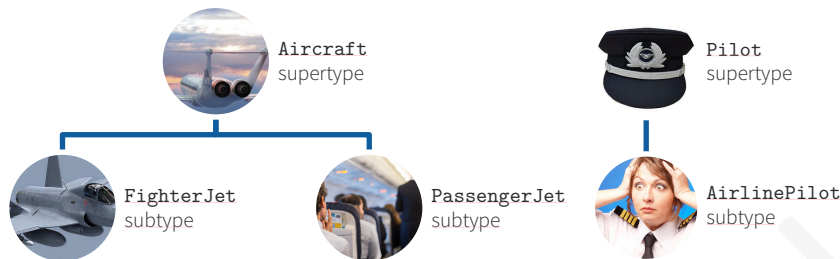 Aircraft
supertype
Pilot
supertype
FighterJet
subtype
PassengerJet
subtype
AirlinePilot
subtype